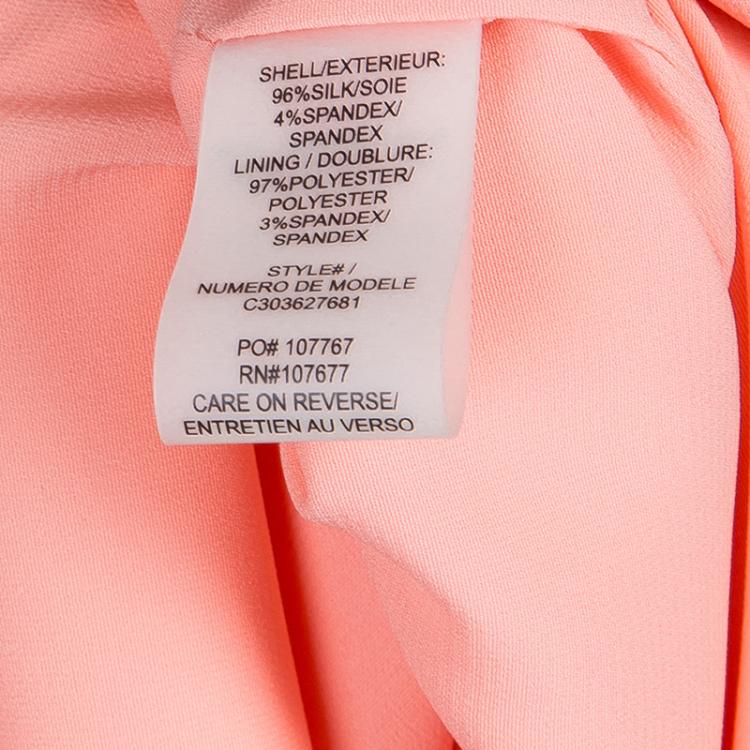 SHELL/EXTERIEUR:
96%SILK/SOIE
4%SPANDEX/
SPANDEX
LINING / DOUBLURE:
97%POLYESTER/
POLYESTER
3%SPANDEX/
SPANDEX
STYLE# /
NUMERO DE MODELE
C303627681
PO# 107767
RN#107677
CARE ON REVERSE/
ENTRETIEN AU VERSO